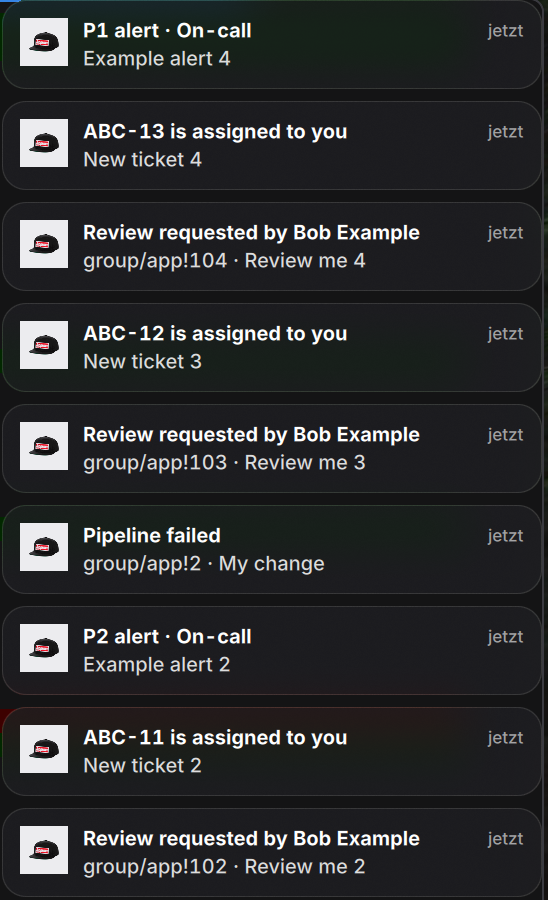 P1 alert · On-call
jetzt
Example alert 4
ABC-13 is assigned to you
jetzt
New ticket 4
Review requested by Bob Example
jetzt
group/app!104 · Review me 4
ABC-12 is assigned to you
jetzt
New ticket 3
Review requested by Bob Example
jetzt
group/app!103 · Review me 3
Pipeline failed
jetzt
group/app!2 · My change
P2 alert · On-call
jetzt
Example alert 2
ABC-11 is assigned to you
jetzt
New ticket 2
Review requested by Bob Example
jetzt
group/app!102 · Review me 2